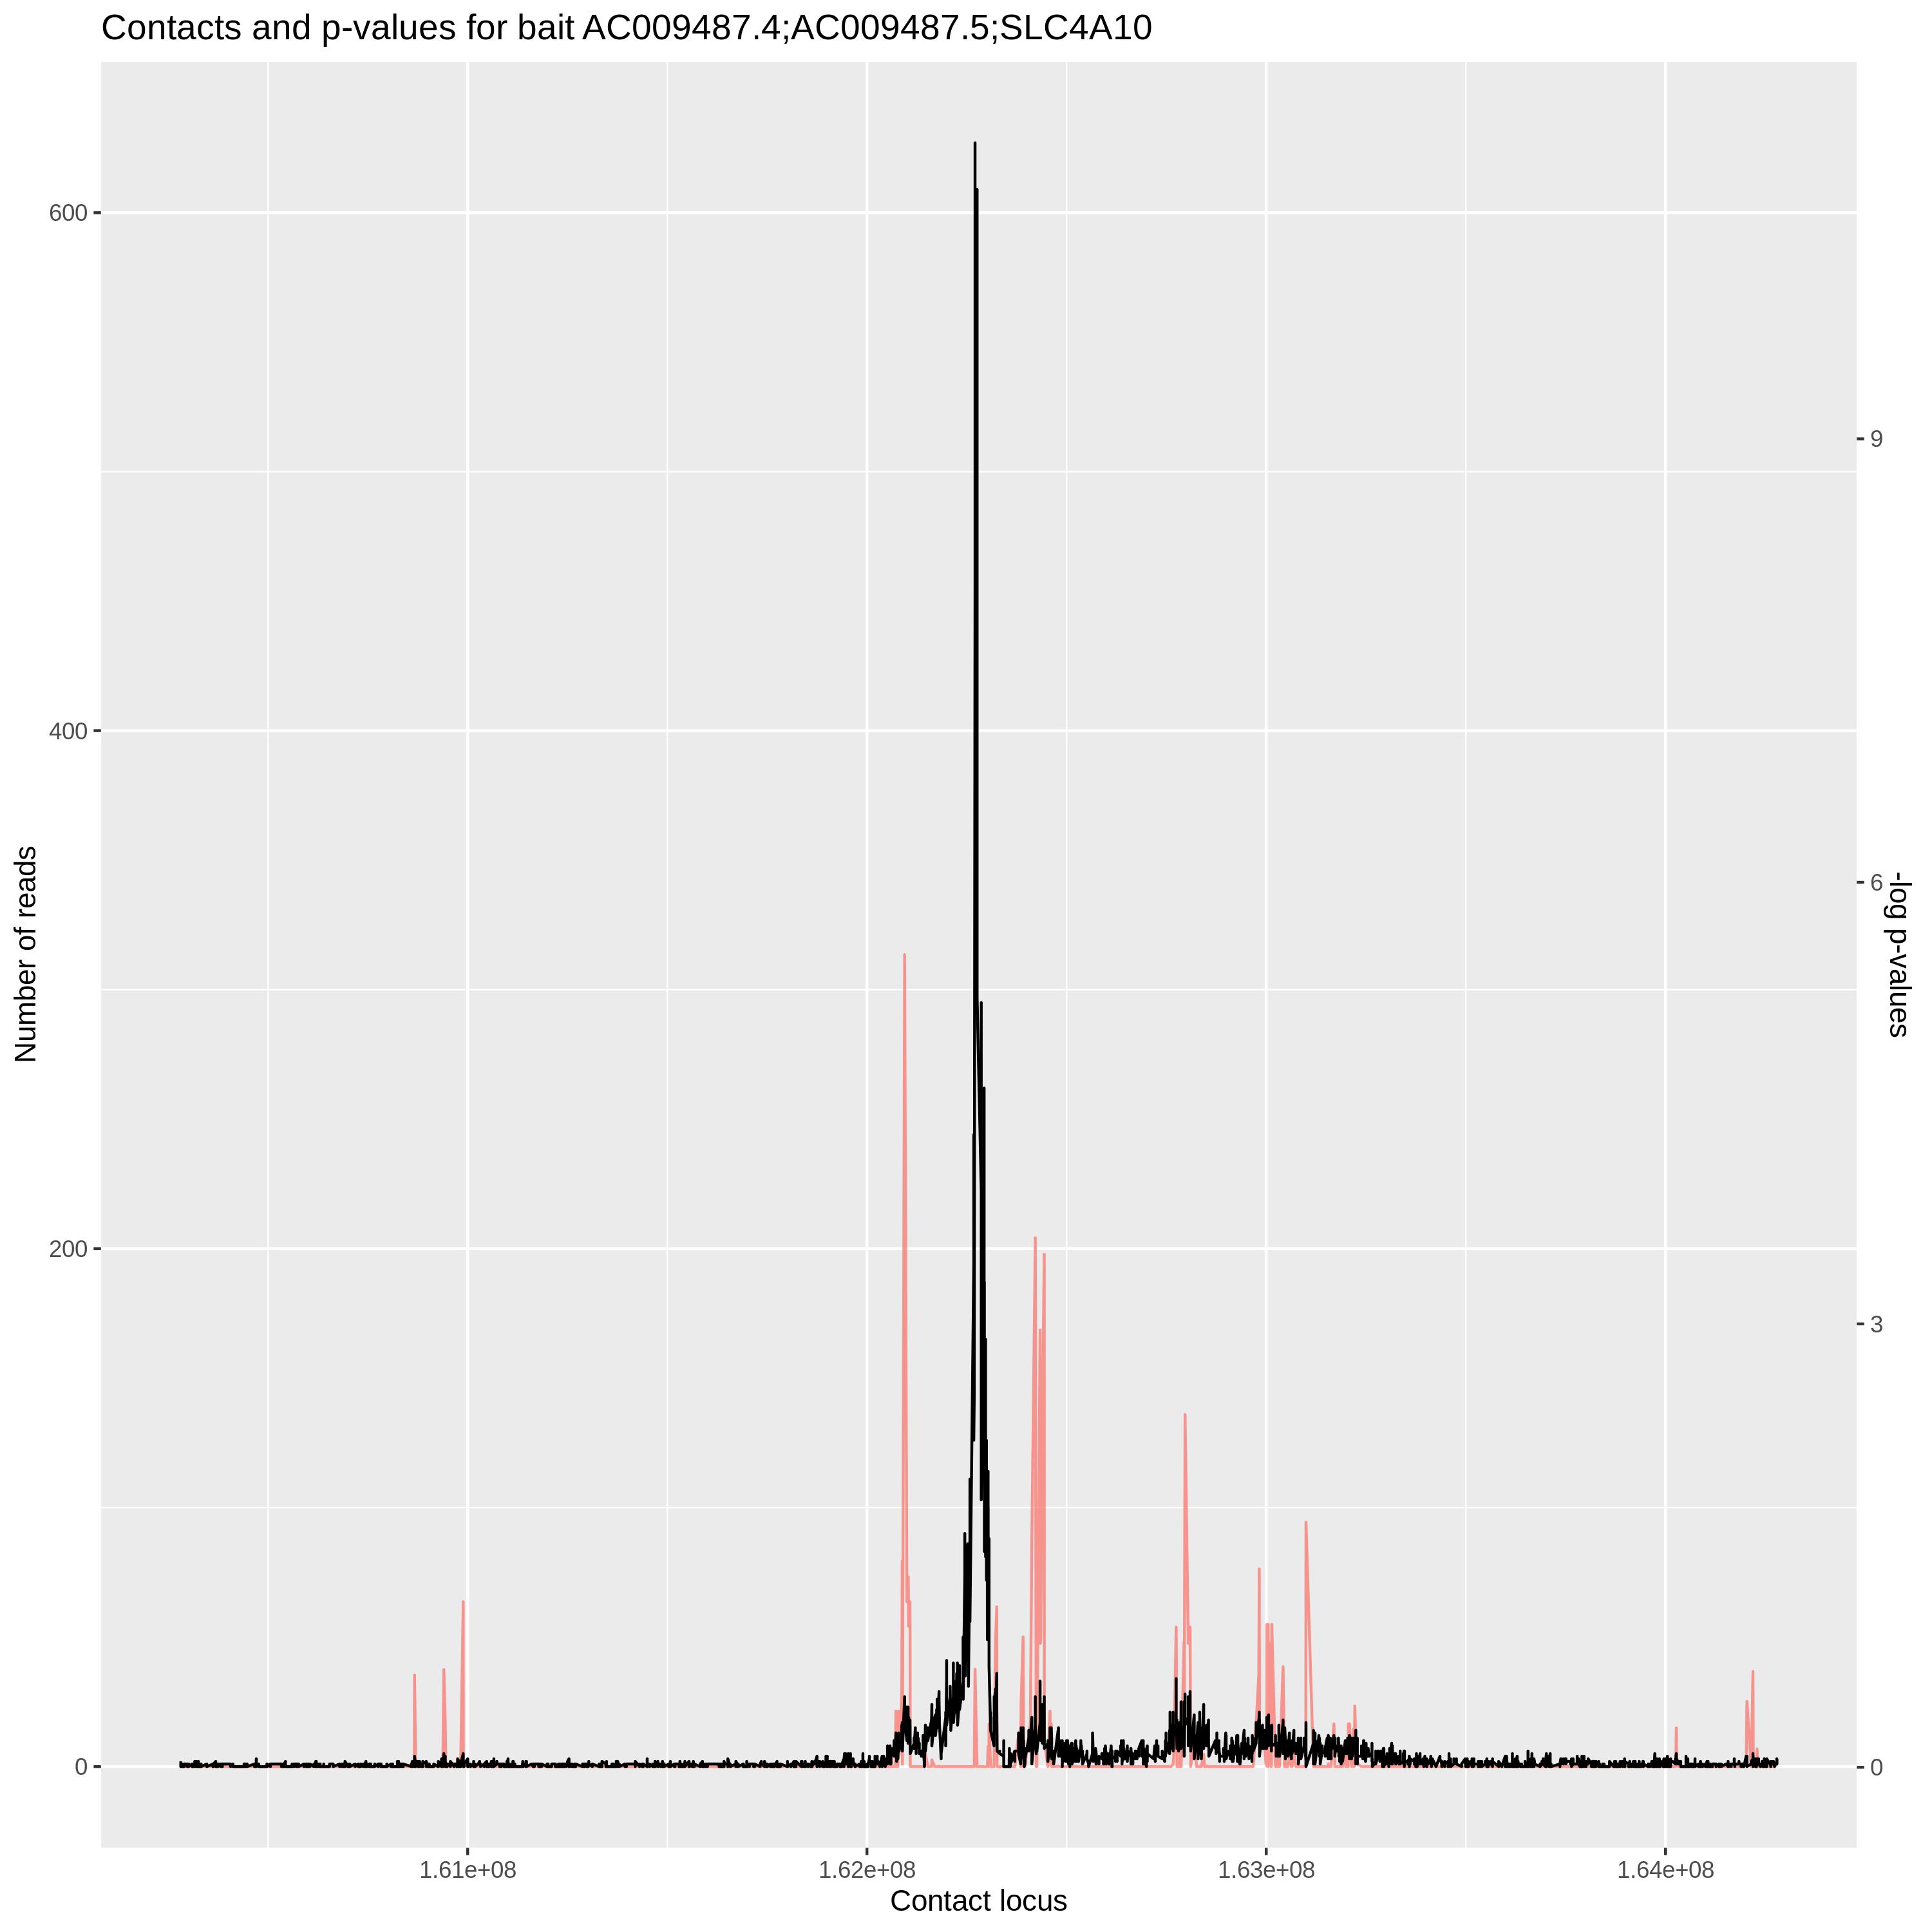 Contacts and p-values for bait AC009487.4;AC009487.5;SLC4A10
600
400
200
0
Number of reads
9
6
3
0
-log p-values
1.61e+08
1.62e+08
1.63e+08
1.64e+08
Contact locus